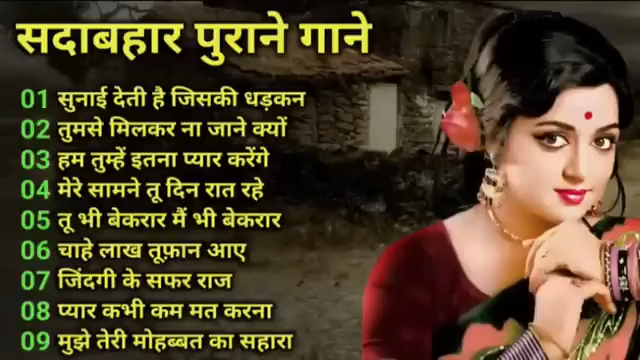 सदाबहार पुराने गाने
01 सुनाई देती है जिसकी धड़कन
02 तुमसे मिलकर ना जाने क्यों
03 हम तुम्हें इतना प्यार करेंगे
04 मेरे सामने तू दिन रात रहे
05 तू भी बेकरार मैं भी बेकरार
06 चाहे लाख तूफ़ान आए
07 जिंदगी के सफर राज
08 प्यार कभी कम मत करना
09 मुझे तेरी मोहब्बत का सहारा